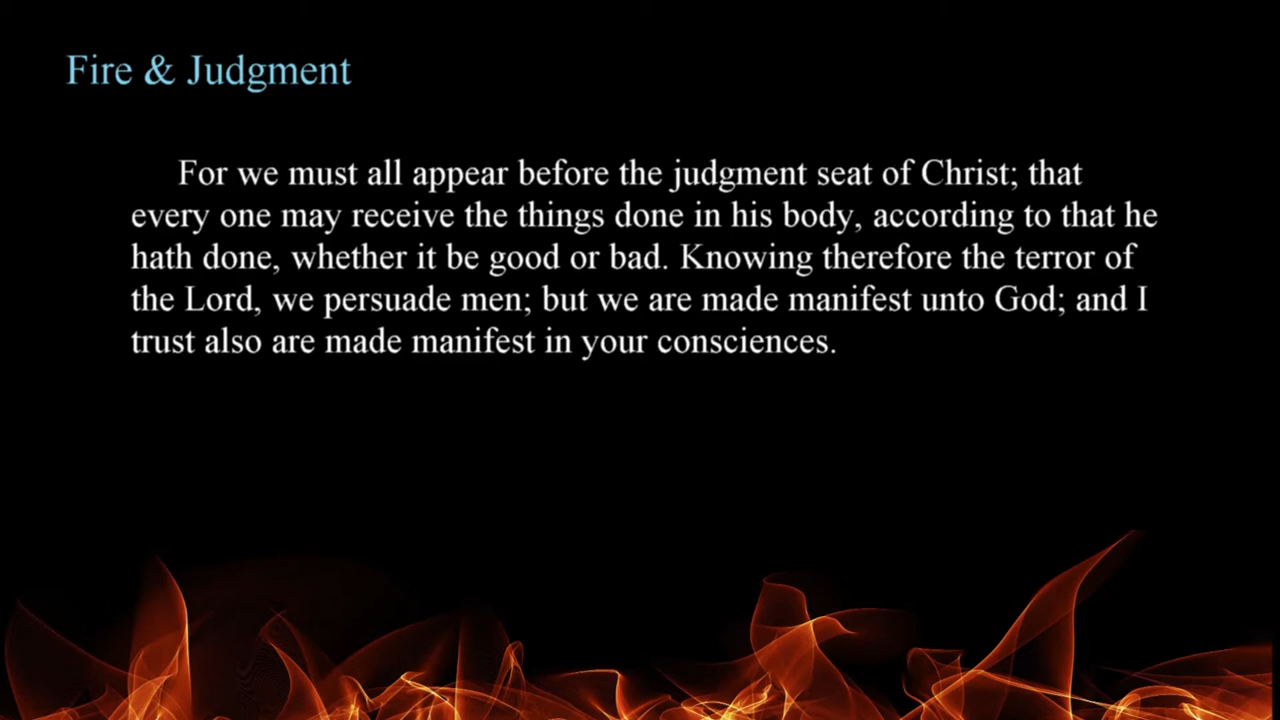 Fire & Judgment
For we must all appear before the judgment seat of Christ; that
every one may receive the things done in his body, according to that he
hath done, whether it be good or bad. Knowing therefore the terror of
the Lord, we persuade men; but we are made manifest unto God; and I
trust also are made manifest in your consciences.